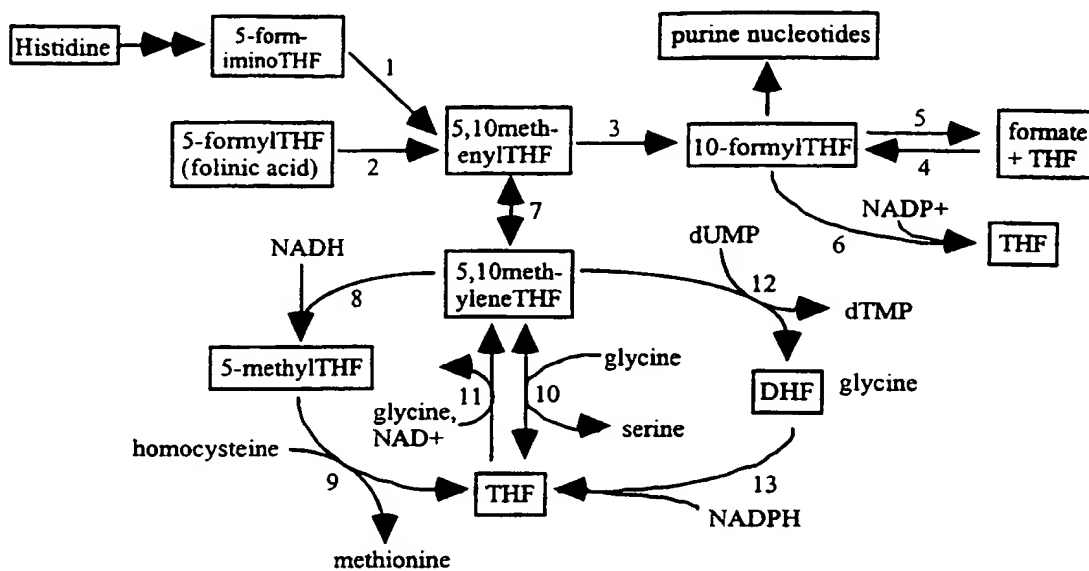 Histidine
5-form-
iminoTHF
1
purine nucleotides
5-formylTHF
(folinic acid)
2
5,10meth-
enylTHF
3
10-formylTHF
5
4
formate
+ THF
7
6
NADP+
THF
NADH
8
5,10meth-
yleneTHF
dUMP
12
dTMP
5-methylTHF
11
10
glycine
glycine,
NAD+
serine
DHF
glycine
homocysteine
9
THF
13
NADPH
methionine